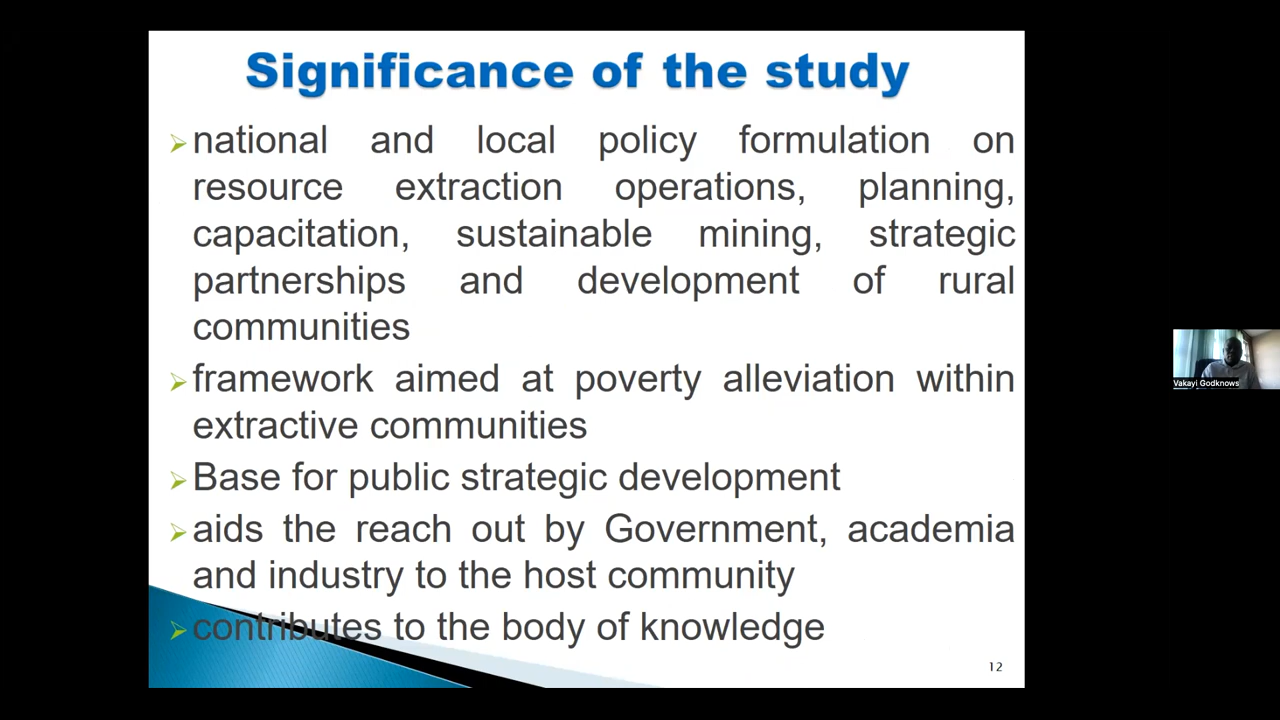 Significance of the study
national and local policy formulation on
resource extraction operations, planning,
capacitation, sustainable mining, strategic
partnerships and development of rural
communities
framework aimed at poverty alleviation within
extractive communities
Base for public strategic development
aids the reach out by Government, academia
and industry to the host community
contributes to the body of knowledge
12
Vakayi Godknows